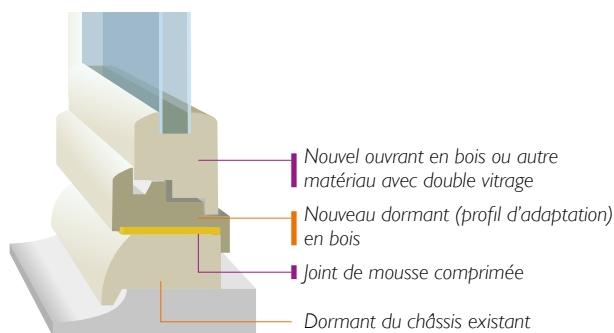 Nouvel ouvrant en bois ou autre
matériau avec double vitrage
Nouveau dormant (profil d'adaptation)
en bois
Joint de mousse comprimée
Dormant du châssis existant